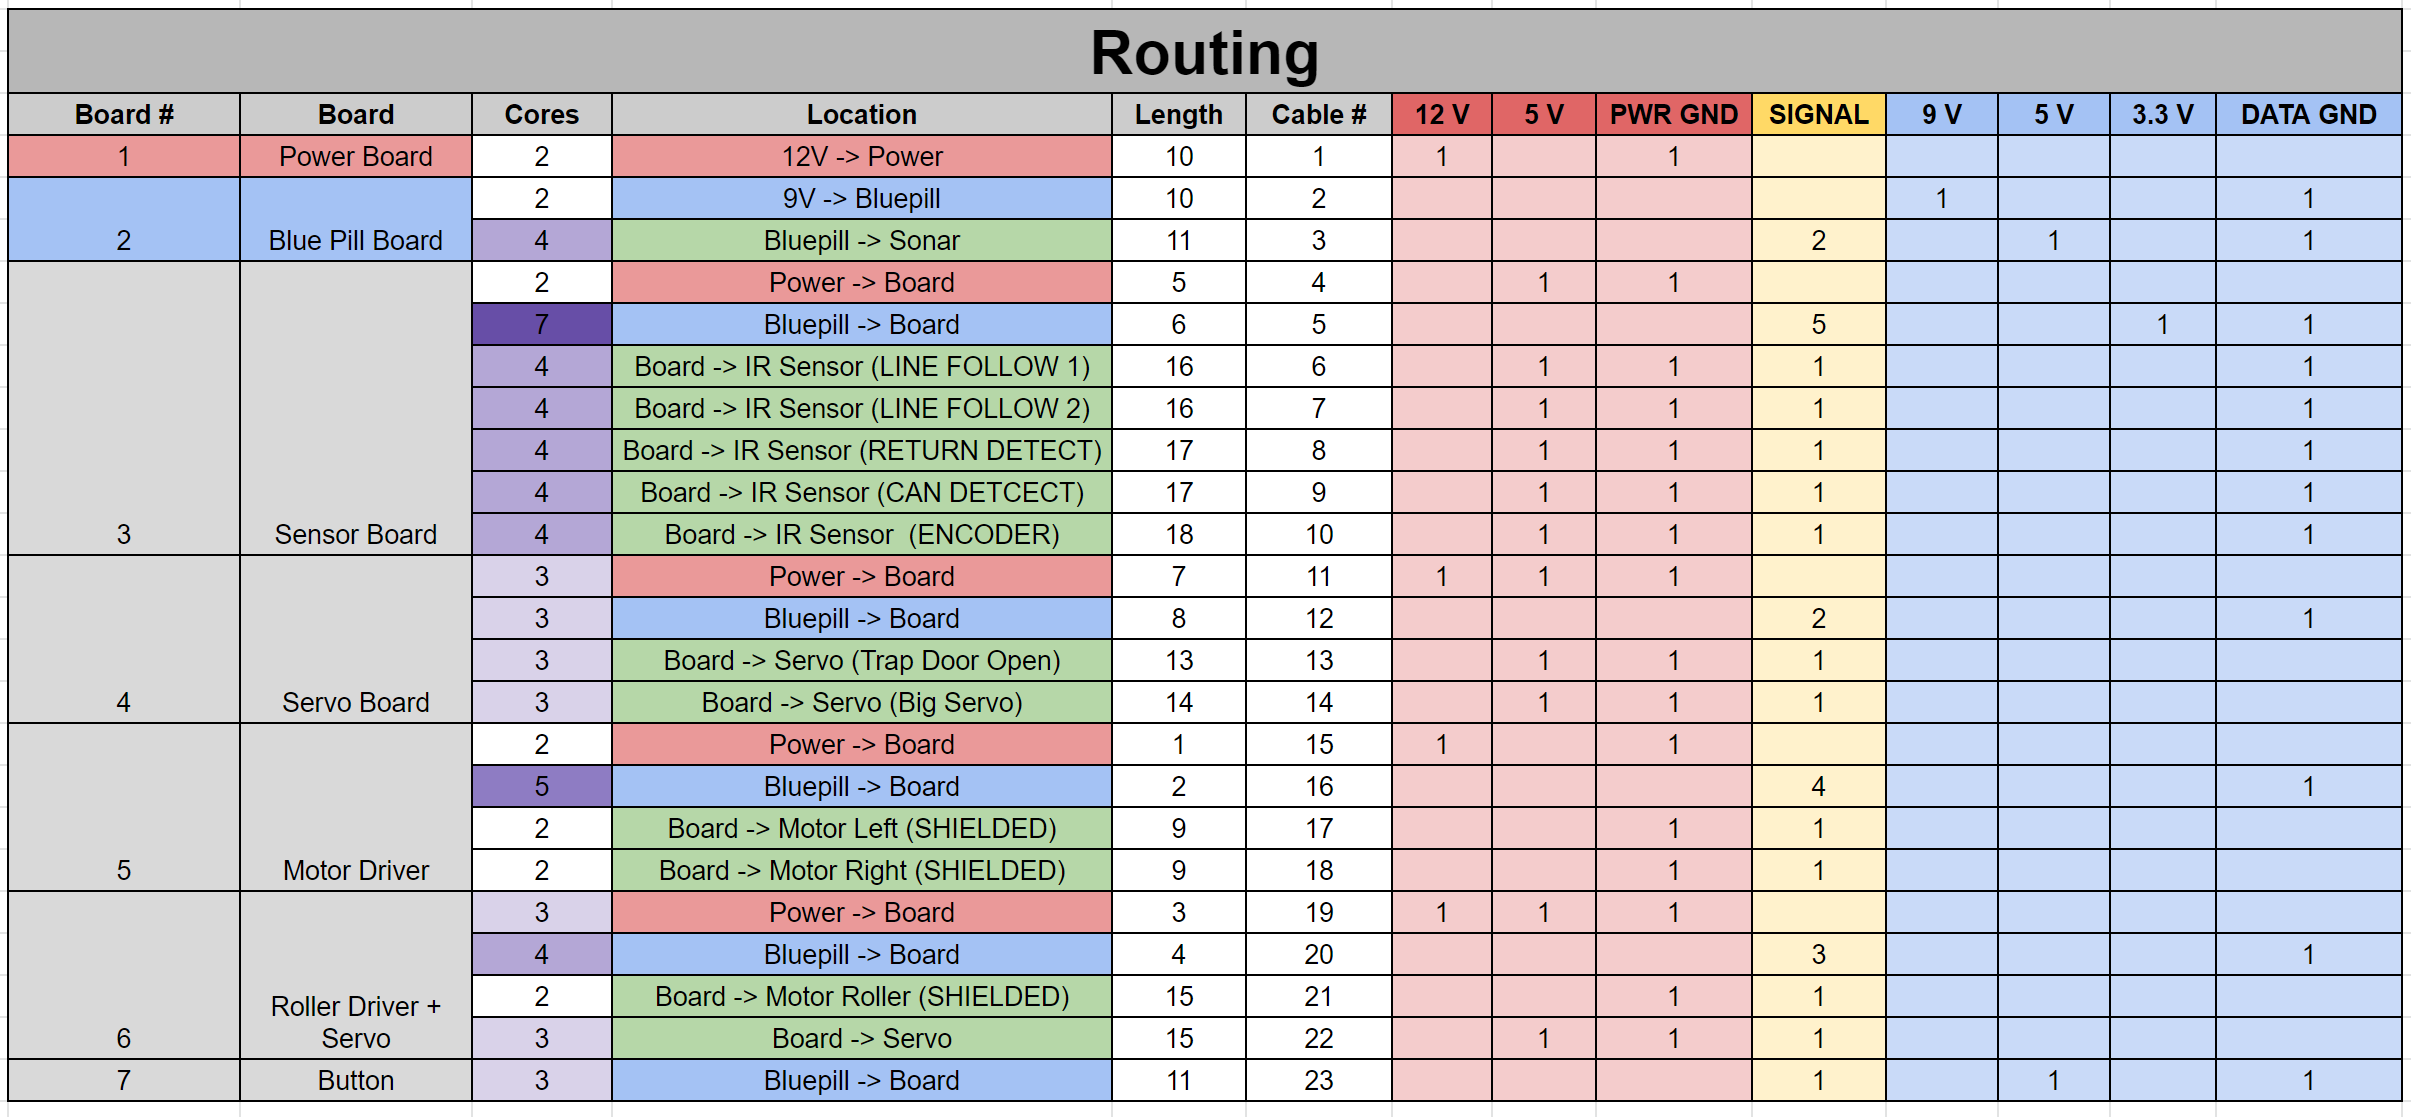 Routing
Board # Board Cores Location Length Cable # 12 V 5 V PWR GND SIGNAL 9 V 5 V 3.3 V DATA GND
1 Power Board 2 12V -> Power 10 1 1 1
2 9V -> Bluepill 10 2 1 1
2 Blue Pill Board 4 Bluepill -> Sonar 11 3 2 1 1
2 Power -> Board 5 4 1 1
7 Bluepill -> Board 6 5 5 1 1
4 Board -> IR Sensor (LINE FOLLOW 1) 16 6 1 1 1 1
4 Board -> IR Sensor (LINE FOLLOW 2) 16 7 1 1 1 1
4 Board -> IR Sensor (RETURN DETECT) 17 8 1 1 1 1
4 Board -> IR Sensor (CAN DETCECT) 17 9 1 1 1 1
3 Sensor Board 4 Board -> IR Sensor (ENCODER) 18 10 1 1 1 1
3 Power -> Board 7 11 1 1 1
3 Bluepill -> Board 8 12 2 1
3 Board -> Servo (Trap Door Open) 13 13 1 1 1
4 Servo Board 3 Board -> Servo (Big Servo) 14 14 1 1 1
2 Power -> Board 1 15 1 1
5 Bluepill -> Board 2 16 4 1
2 Board -> Motor Left (SHIELDED) 9 17 1 1
5 Motor Driver 2 Board -> Motor Right (SHIELDED) 9 18 1 1
3 Power -> Board 3 19 1 1 1
4 Bluepill -> Board 4 20 3 1
Roller Driver + 2 Board -> Motor Roller (SHIELDED) 15 21 1 1
6 Servo 3 Board -> Servo 15 22 1 1 1
7 Button 3 Bluepill -> Board 11 23 1 1 1